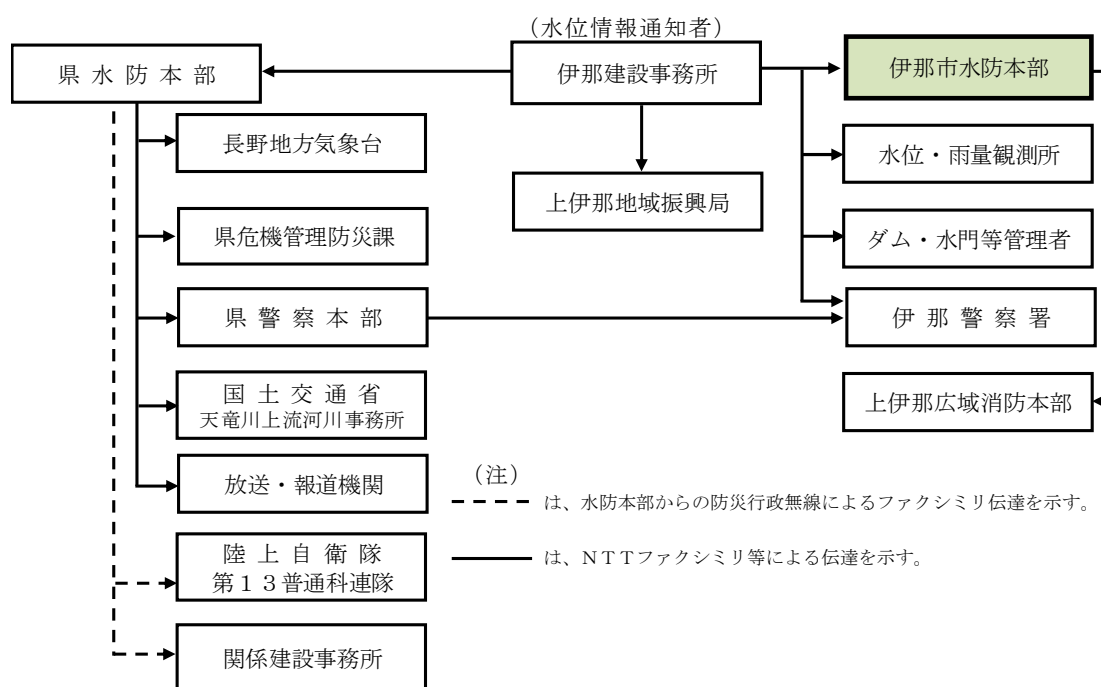 （水位情報通知者）
県 水 防 本 部
伊那建設事務所
伊那市水防本部
長野地方気象台
水位・雨量観測所
上伊那地域振興局
県危機管理防災課
ダム・水門等管理者
県 警 察 本 部
伊 那 警 察 署
国 土 交 通 省
天竜川上流河川事務所
上伊那広域消防本部
放送・報道機関
（注）
は、水防本部からの防災行政無線によるファクシミリ伝達を示す。
陸 上 自 衛 隊
第１３普通科連隊
は、ＮＴＴファクシミリ等による伝達を示す。
関係建設事務所